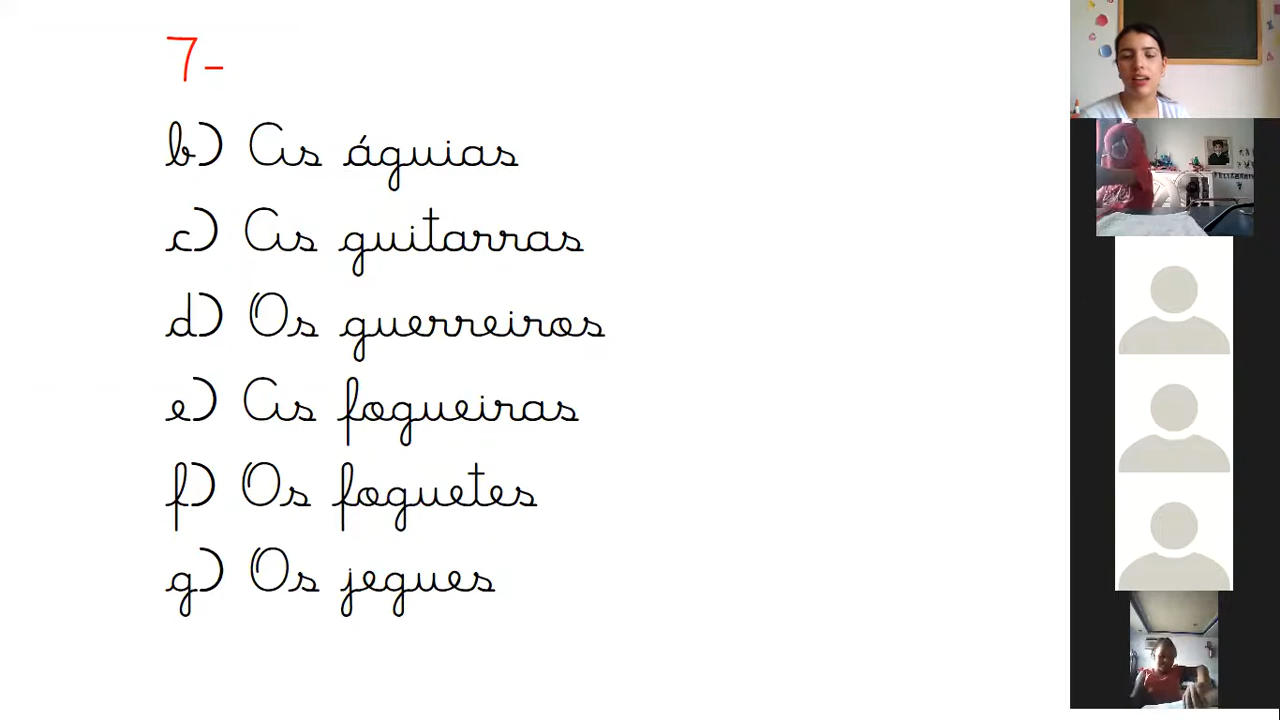 7-
b) As águias
c) As guitarras
d) Os guerreiros
e) As fogueiras
f) Os foguetes
g) Os jegues